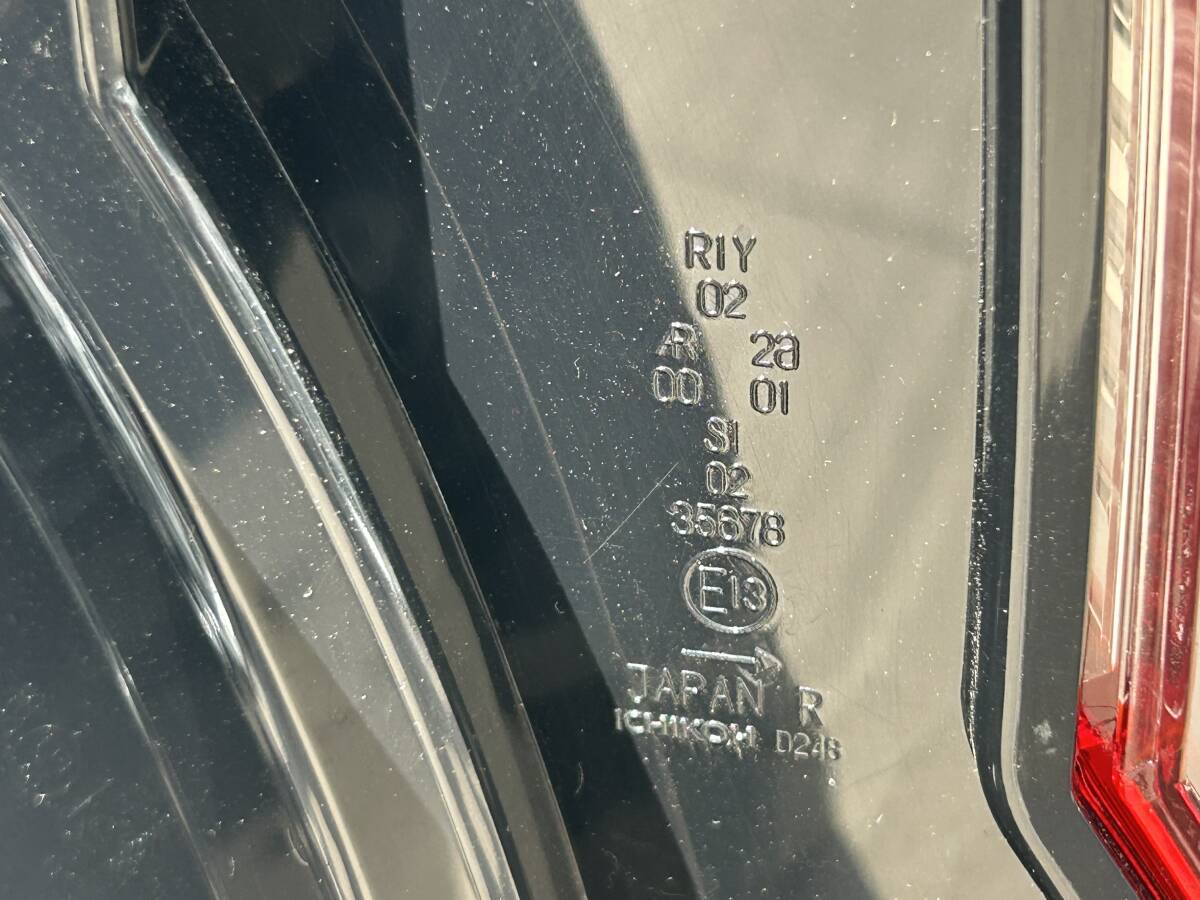 R1Y
02
AR 2a
00 01
S1
02
35678
E13
→
JAPAN R
ICHIKOH D248